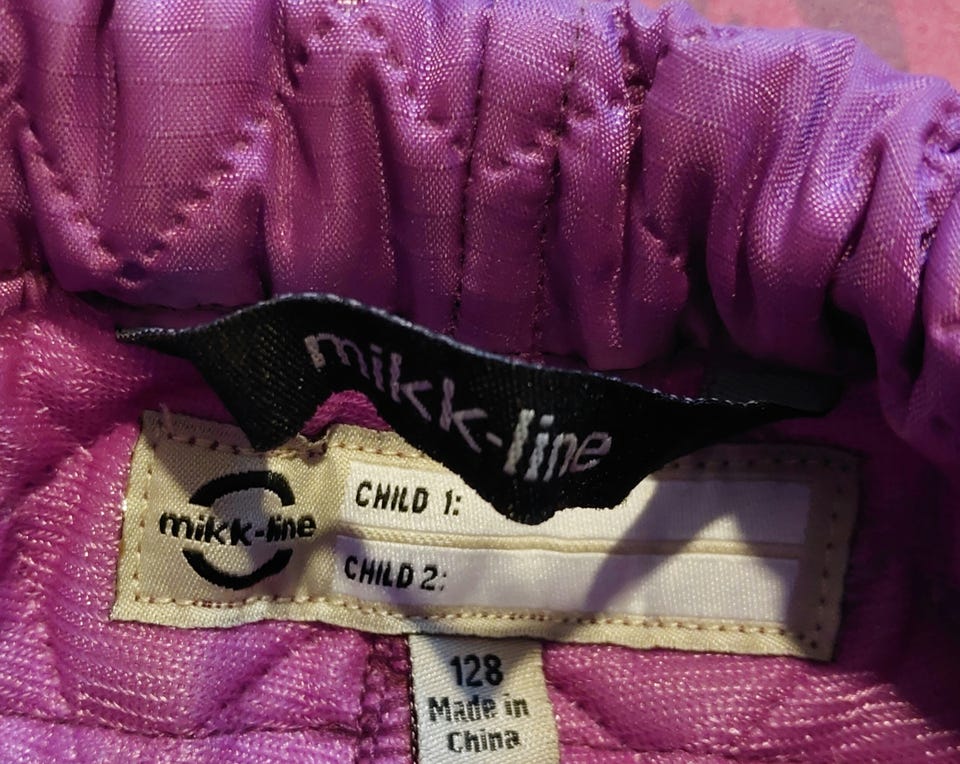 mikk-line
CHILD 1:
mikk-line
CHILD 2:
128
Made in
China